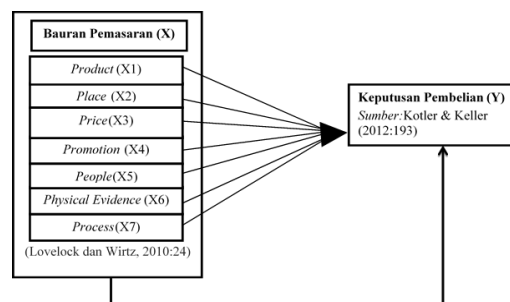 Bauran Pemasaran (X)
Product (X1)
Place (X2)
Price(X3)
Promotion (X4)
People(X5)
Physical Evidence (X6)
Process(X7)
(Lovelock dan Wirtz, 2010:24)
Keputusan Pembelian (Y)
Sumber:Kotler & Keller
(2012:193)